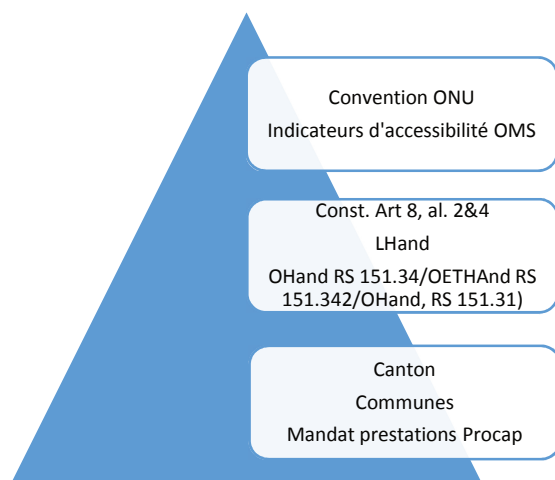 Convention ONU
Indicateurs d'accessibilité OMS
Const. Art 8, al. 2&4
LHand
OHand RS 151.34/OETHAnd RS
151.342/OHand, RS 151.31)
Canton
Communes
Mandat prestations Procap